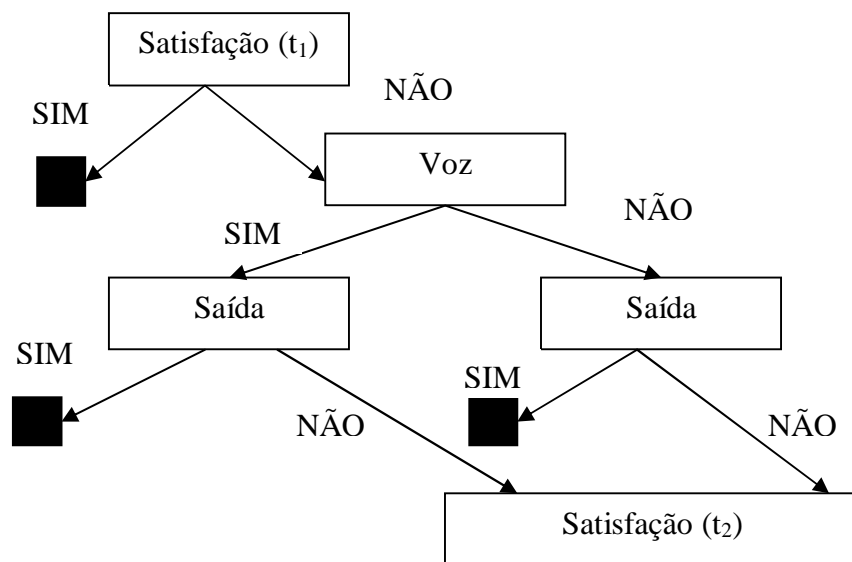 Satisfação (t₁)
NÃO
SIM
Voz
NÃO
SIM
Saída
Saída
SIM
SIM
NÃO
NÃO
Satisfação (t₂)